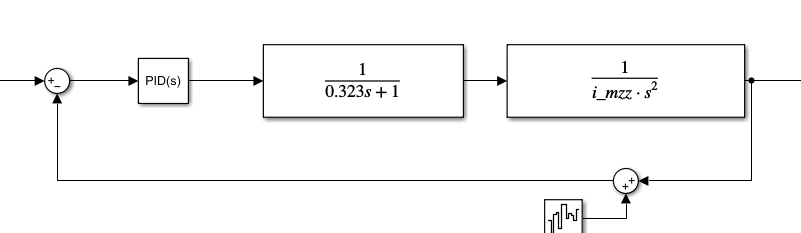 +
−
PID(s)
1
0.323s + 1
1
i_mzz · s²
+
+